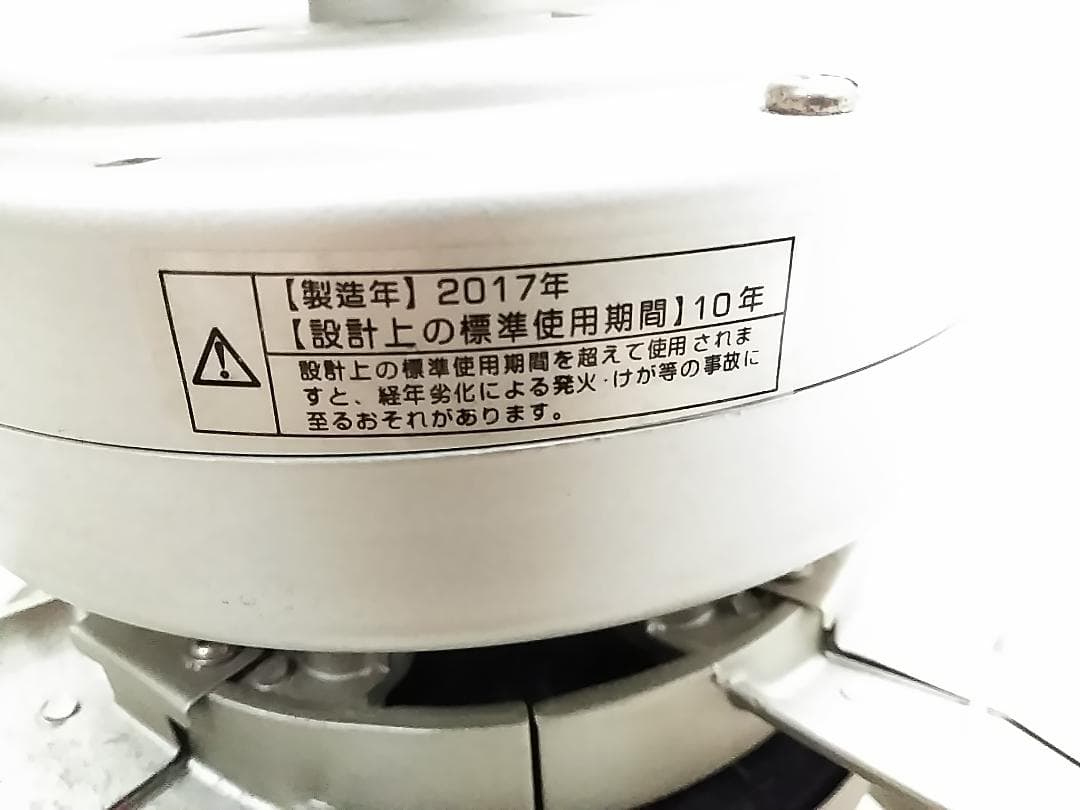 【製造年】2017年
【設計上の標準使用期間】10年
設計上の標準使用期間を超えて使用されま
すと、経年劣化による発火・けが等の事故に
至るおそれがあります。